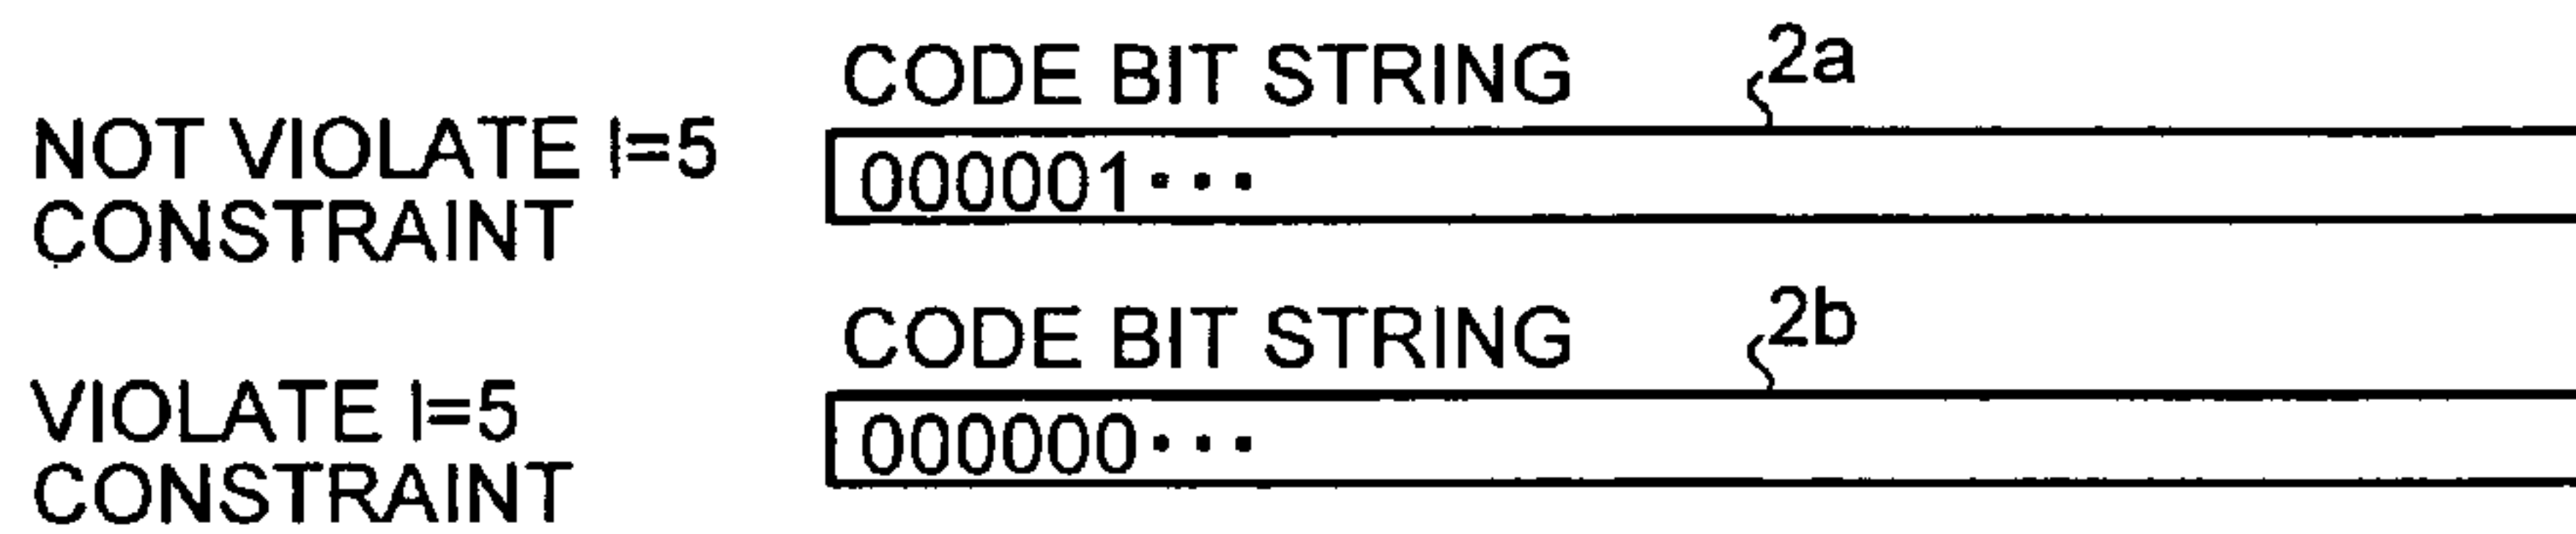 CODE BIT STRING 2a
NOT VIOLATE l=5
CONSTRAINT
000001・・・
CODE BIT STRING 2b
VIOLATE l=5
CONSTRAINT
000000・・・